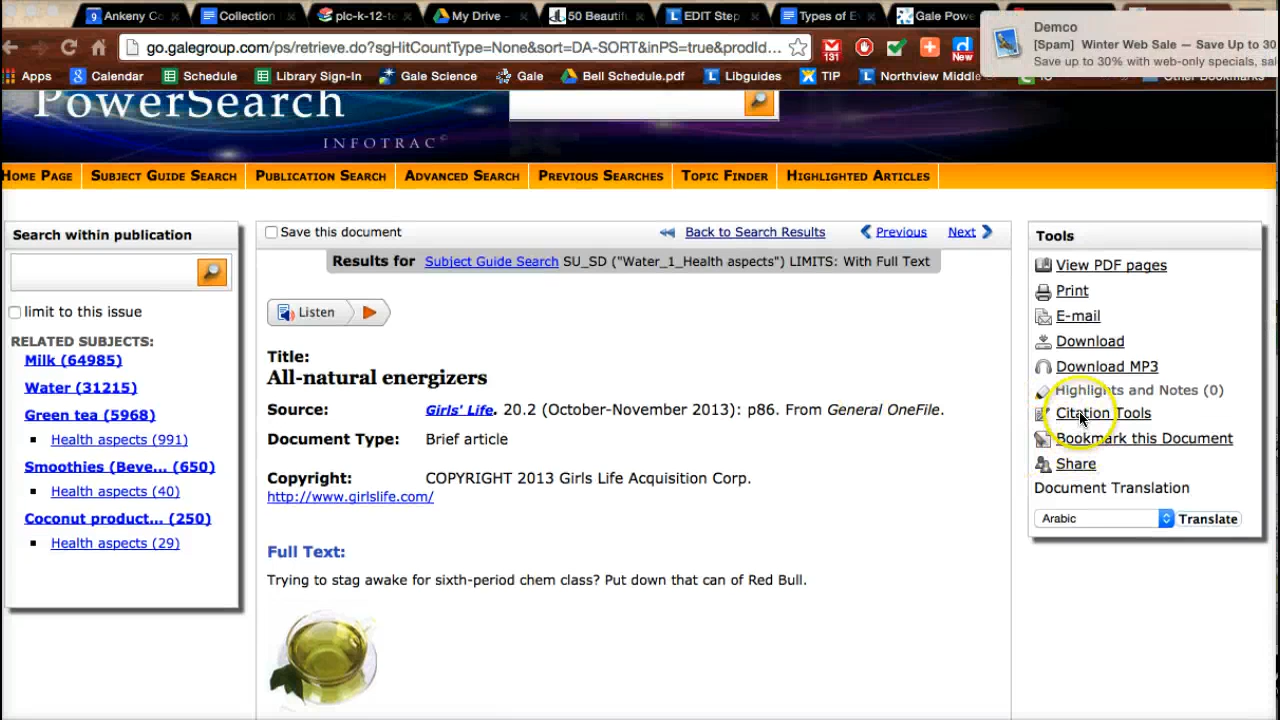 Ankeny Co
Collection
plc-k-12-te
My Drive -
50 Beautif
EDIT Step
Types of E
Gale Powe
Demco
[Spam] Winter Web Sale — Save Up to 30
Save up to 30% with web-only specials, sal
go.galegroup.com/ps/retrieve.do?sgHitCountType=None&sort=DA-SORT&inPS=true&prodId...
131
New
Apps
Calendar
Schedule
Library Sign-In
Gale Science
Gale
Bell Schedule.pdf
Libguides
TIP
Northview Middle
Other Bookmarks
PowerSearch
INFOTRAC
HOME PAGE
SUBJECT GUIDE SEARCH
PUBLICATION SEARCH
ADVANCED SEARCH
PREVIOUS SEARCHES
TOPIC FINDER
HIGHLIGHTED ARTICLES
Search within publication
limit to this issue
RELATED SUBJECTS:
Milk (64985)
Water (31215)
Green tea (5968)
Health aspects (991)
Smoothies (Beve... (650)
Health aspects (40)
Coconut product... (250)
Health aspects (29)
Save this document
Back to Search Results
Previous
Next
Results for Subject Guide Search SU_SD ("Water_1_Health aspects") LIMITS: With Full Text
Listen
Title:
All-natural energizers
Source: Girls' Life. 20.2 (October-November 2013): p86. From General OneFile.
Document Type: Brief article
Copyright: COPYRIGHT 2013 Girls Life Acquisition Corp.
http://www.girlslife.com/
Full Text:
Trying to stag awake for sixth-period chem class? Put down that can of Red Bull.
Tools
View PDF pages
Print
E-mail
Download
Download MP3
Highlights and Notes (0)
Citation Tools
Bookmark this Document
Share
Document Translation
Arabic
Translate